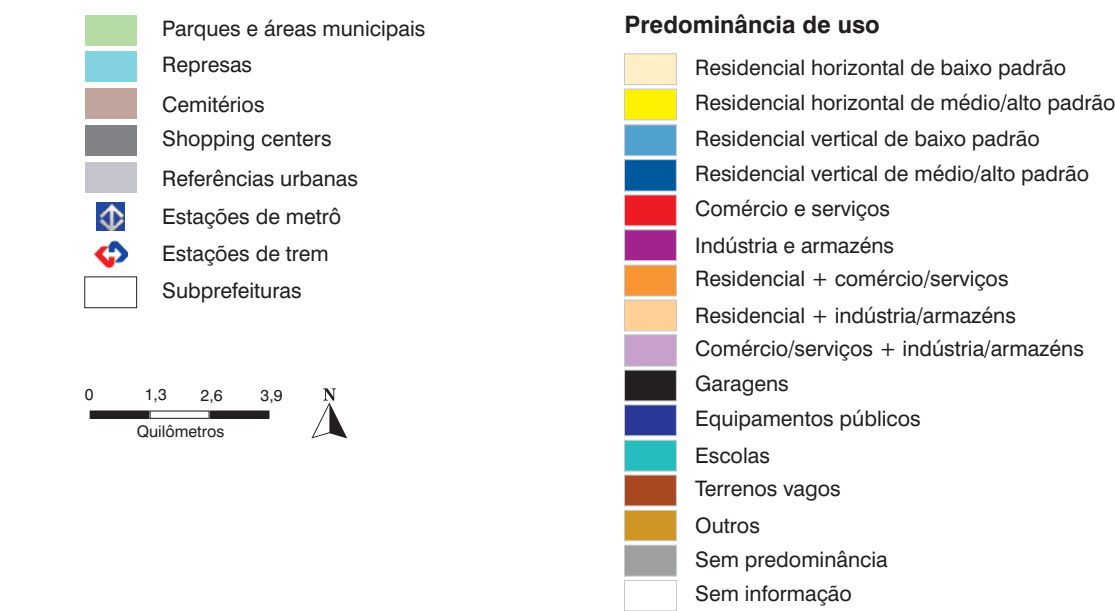 Parques e áreas municipais
Represas
Cemitérios
Shopping centers
Referências urbanas
Estações de metrô
Estações de trem
Subprefeituras
0 1,3 2,6 3,9
Quilômetros
N
Predominância de uso
Residencial horizontal de baixo padrão
Residencial horizontal de médio/alto padrão
Residencial vertical de baixo padrão
Residencial vertical de médio/alto padrão
Comércio e serviços
Indústria e armazéns
Residencial + comércio/serviços
Residencial + indústria/armazéns
Comércio/serviços + indústria/armazéns
Garagens
Equipamentos públicos
Escolas
Terrenos vagos
Outros
Sem predominância
Sem informação